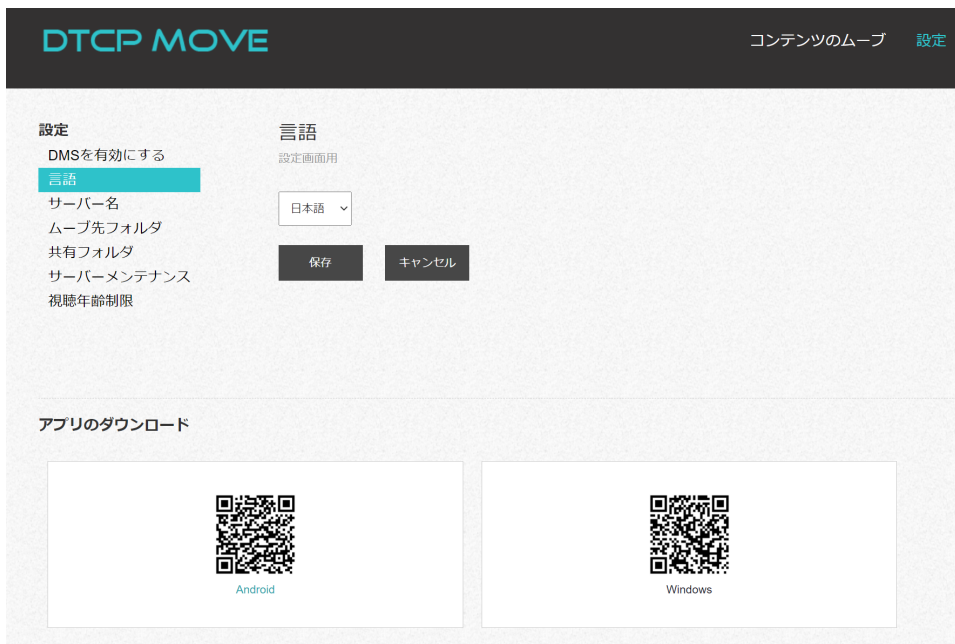 DTCP MOVE
コンテンツのムーブ 設定
設定
DMSを有効にする
言語
サーバー名
ムーブ先フォルダ
共有フォルダ
サーバーメンテナンス
視聴年齢制限
言語
設定画面用
日本語
保存 キャンセル
アプリのダウンロード
Android
Windows